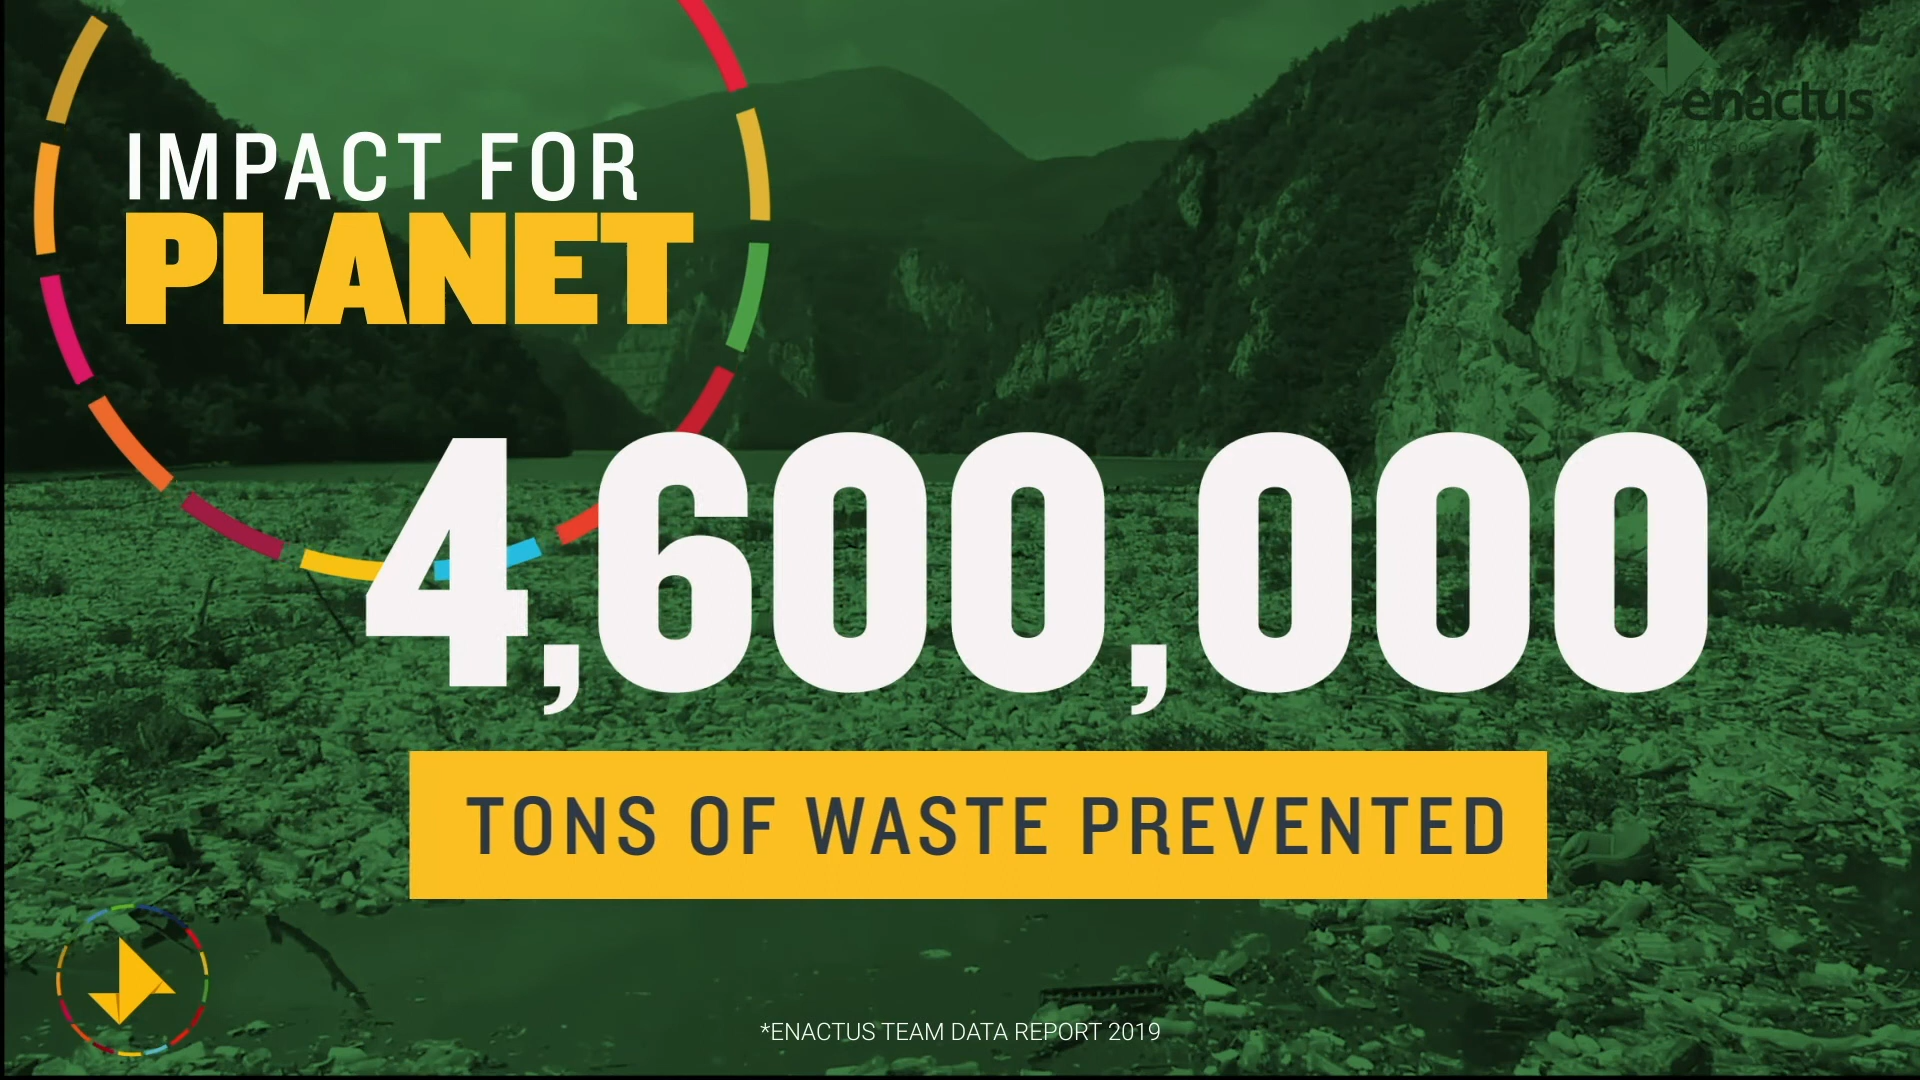 IMPACT FOR
PLANET
enactus
4,600,000
TONS OF WASTE PREVENTED
*ENACTUS TEAM DATA REPORT 2019